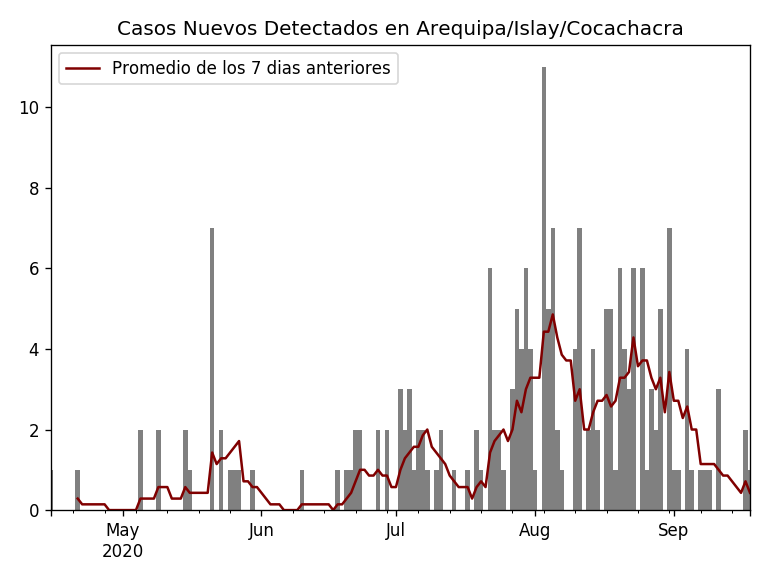 Casos Nuevos Detectados en Arequipa/Islay/Cocachacra
Promedio de los 7 dias anteriores
10
8
6
4
2
0
May
2020
Jun
Jul
Aug
Sep